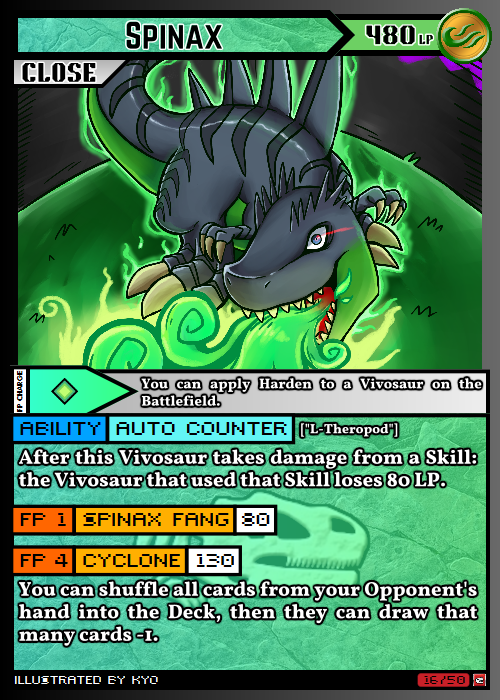 SPINAX
480 LP
CLOSE
FP CHARGE
You can apply Harden to a Vivosaur on the
Battlefield.
ABILITY AUTO COUNTER ["L-Theropod"]
After this Vivosaur takes damage from a Skill:
the Vivosaur that used that Skill loses 80 LP.
FP 1 SPINAX FANG 80
FP 4 CYCLONE 130
You can shuffle all cards from your Opponent's
hand into the Deck, then they can draw that
many cards -1.
ILLUSTRATED BY KYO
16/50